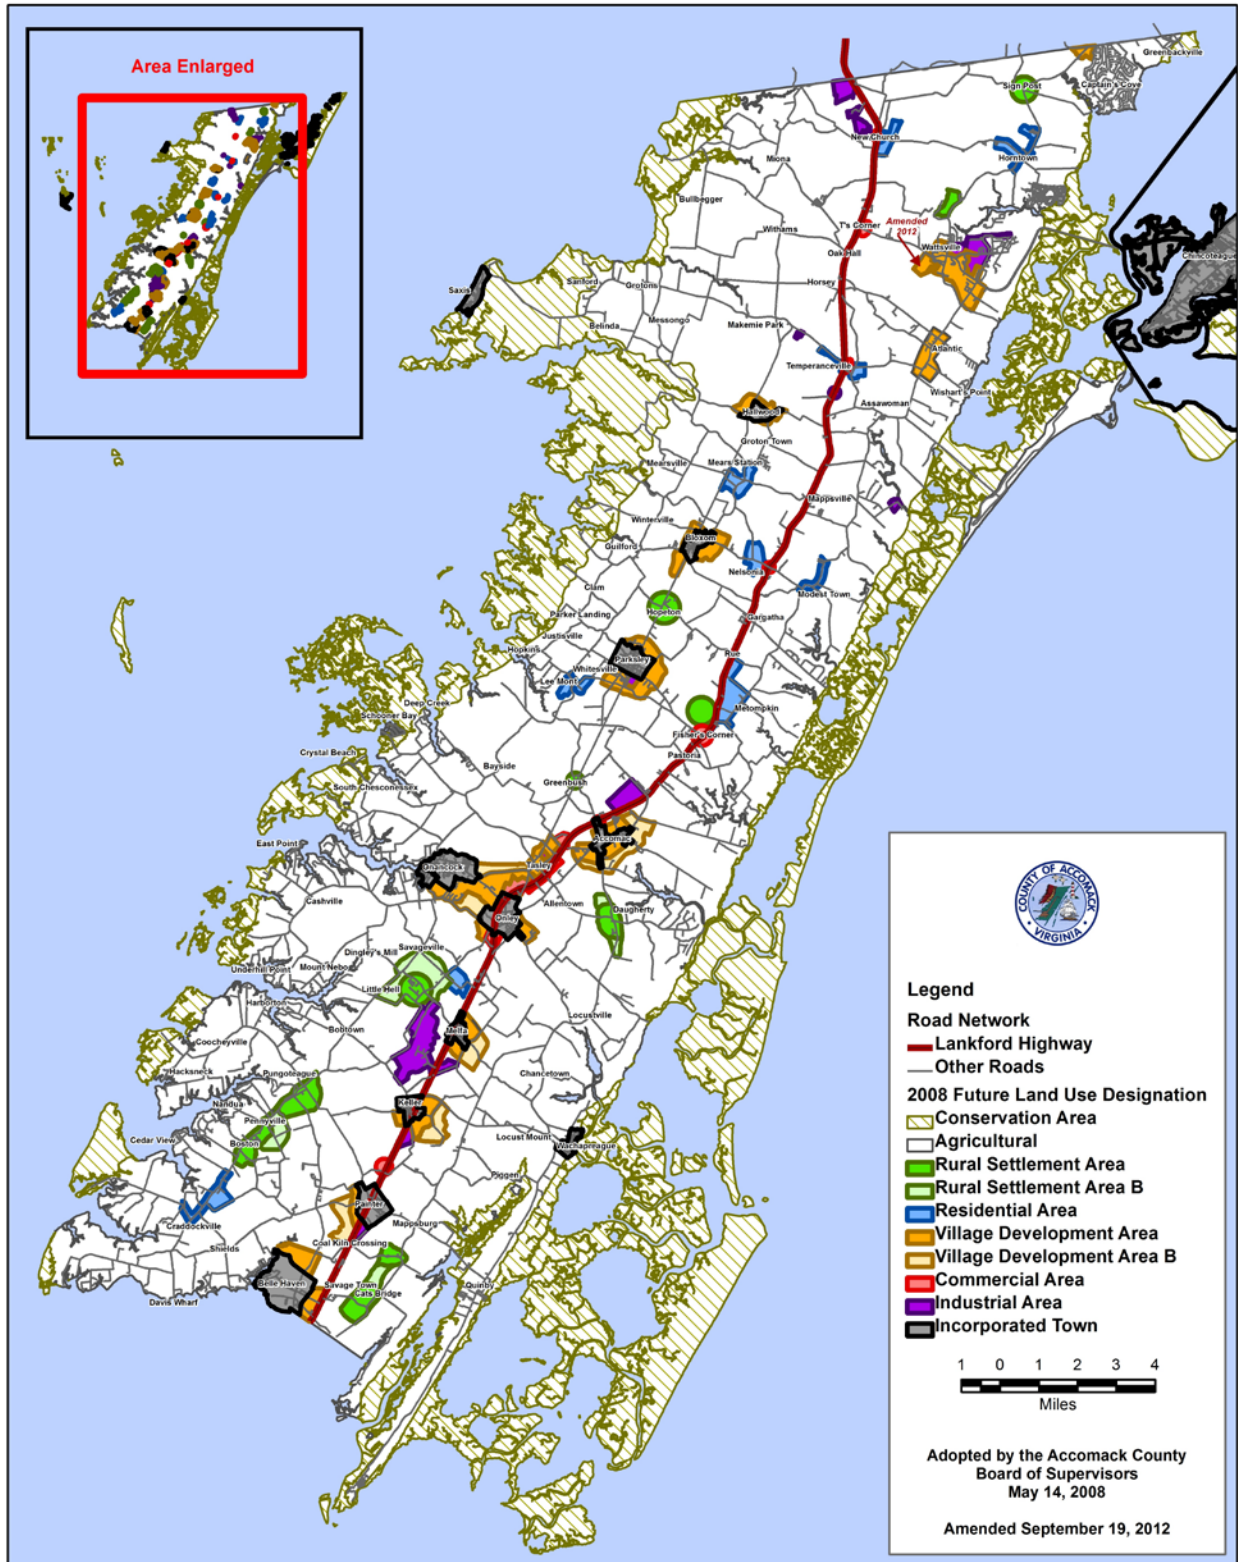 Area Enlarged
Greenbackville
Captain's Cove
Sign Post
New Church
Horntown
Miona
Bullbegger
Withams
T's Corner
Amended
2012
Wattsville
Oak Hall
Chincoteague
Horsey
Saxis
Sanford
Grotons
Messongo
Belinda
Makemie Park
Atlantic
Temperanceville
Wishart's Point
Assawoman
Hallwood
Groton Town
Mearsville
Mears Station
Mappsville
Winterville
Bloxom
Guilford
Nelsonia
Clam
Modest Town
Hopeton
Parker Landing
Gargatha
Justisville
Hopkins
Rue
Parksley
Whitesville
Lee Mont
Deep Creek
Metompkin
Schooner Bay
Fisher's Corner
Crystal Beach
Pastoria
Bayside
Greenbush
South Chesconessex
Accomac
East Point
Tasley
Onancock
Cashville
Allentown
Daugherty
Onley
Savageville
Dingley's Mill
Underhill Point
Mount Nebo
Little Hell
Harborton
Locustville
Bobtown
Melfa
Coocheyville
Hacksneck
Pungoteague
Chancetown
Nandua
Keller
Pennyville
Cedar View
Boston
Locust Mount
Wachapreague
Piggen
Painter
Craddockville
Mappsburg
Shields
Coal Kiln Crossing
Belle Haven
Savage Town
Cats Bridge
Quinby
Davis Wharf
COUNTY OF ACCOMACK
VIRGINIA
Legend
Road Network
Lankford Highway
Other Roads
2008 Future Land Use Designation
Conservation Area
Agricultural
Rural Settlement Area
Rural Settlement Area B
Residential Area
Village Development Area
Village Development Area B
Commercial Area
Industrial Area
Incorporated Town
1 0 1 2 3 4
Miles
Adopted by the Accomack County
Board of Supervisors
May 14, 2008
Amended September 19, 2012